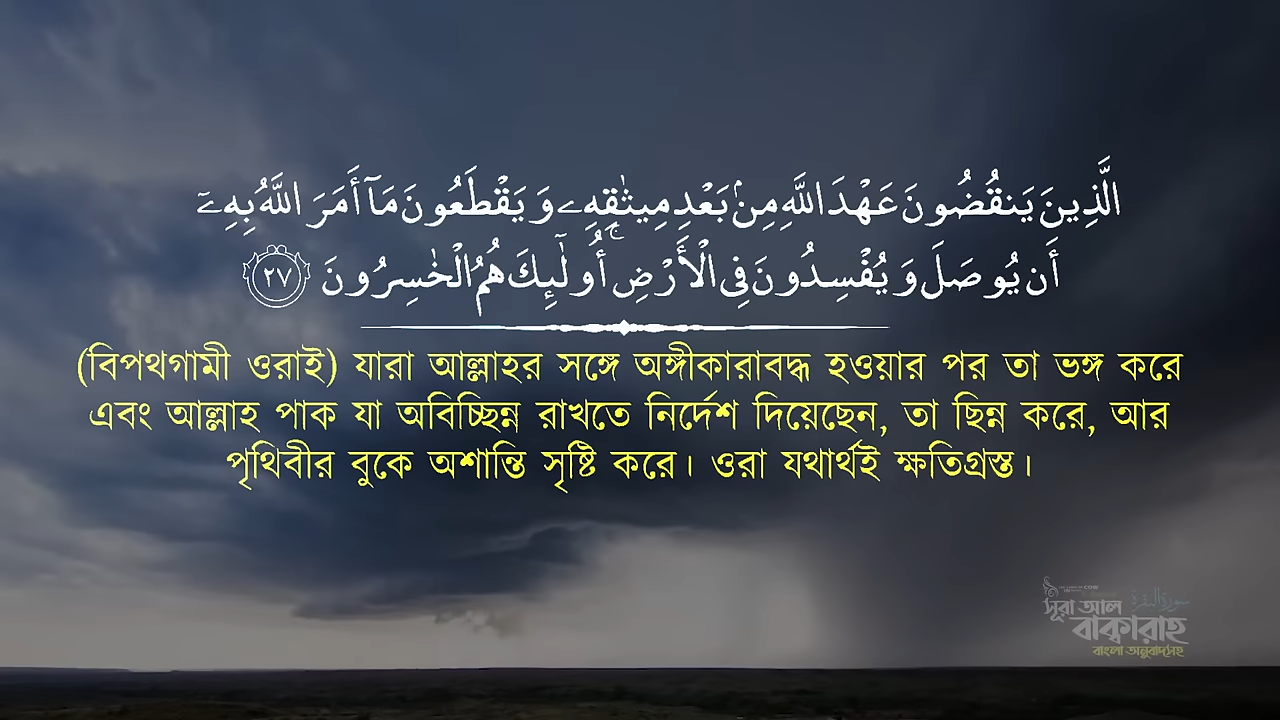 الَّذِينَ يَنقُضُونَ عَهْدَ اللَّهِ مِنۢ بَعْدِ مِيثَٰقِهِۦ وَيَقْطَعُونَ مَآ أَمَرَ اللَّهُ بِهِۦٓ
أَن يُوصَلَ وَيُفْسِدُونَ فِى الْأَرْضِ ۚ أُولَٰٓئِكَ هُمُ الْخَٰسِرُونَ ٢٧
(বিপথগামী ওরাই) যারা আল্লাহর সঙ্গে অঙ্গীকারাবদ্ধ হওয়ার পর তা ভঙ্গ করে
এবং আল্লাহ পাক যা অবিচ্ছিন্ন রাখতে নির্দেশ দিয়েছেন, তা ছিন্ন করে, আর
পৃথিবীর বুকে অশান্তি সৃষ্টি করে। ওরা যথার্থই ক্ষতিগ্রস্ত।
সূরা আল سورة البقرة
বাক্বারাহ
বাংলা অনুবাদসহ